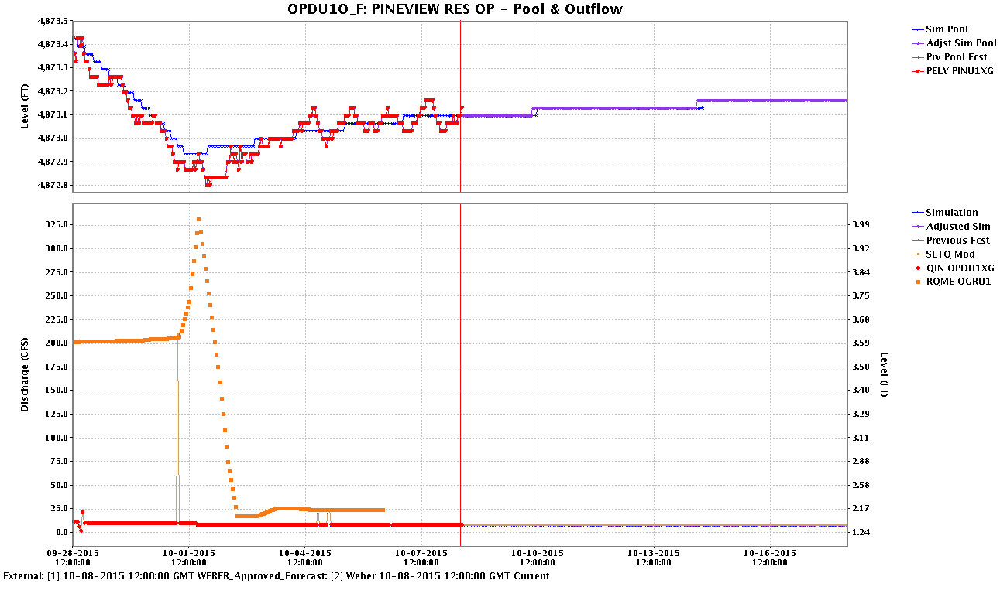 OPDU1O_F: PINEVIEW RES OP - Pool & Outflow
4,873.5
4,873.4
4,873.3
4,873.2
4,873.1
4,873.0
4,872.9
4,872.8
Level (FT)
Sim Pool
Adjst Sim Pool
Prv Pool Fcst
PELV PINU1XG
325.0
300.0
275.0
250.0
225.0
200.0
175.0
150.0
125.0
100.0
75.0
50.0
25.0
0.0
Discharge (CFS)
3.99
3.92
3.84
3.75
3.68
3.59
3.50
3.40
3.29
3.11
2.88
2.58
2.17
1.24
Level (FT)
Simulation
Adjusted Sim
Previous Fcst
SETQ Mod
QIN OPDU1XG
RQME OGRU1
09-28-2015 10-01-2015 10-04-2015 10-07-2015 10-10-2015 10-13-2015 10-16-2015
12:00:00 12:00:00 12:00:00 12:00:00 12:00:00 12:00:00 12:00:00
External: [1] 10-08-2015 12:00:00 GMT WEBER_Approved_Forecast: [2] Weber 10-08-2015 12:00:00 GMT Current